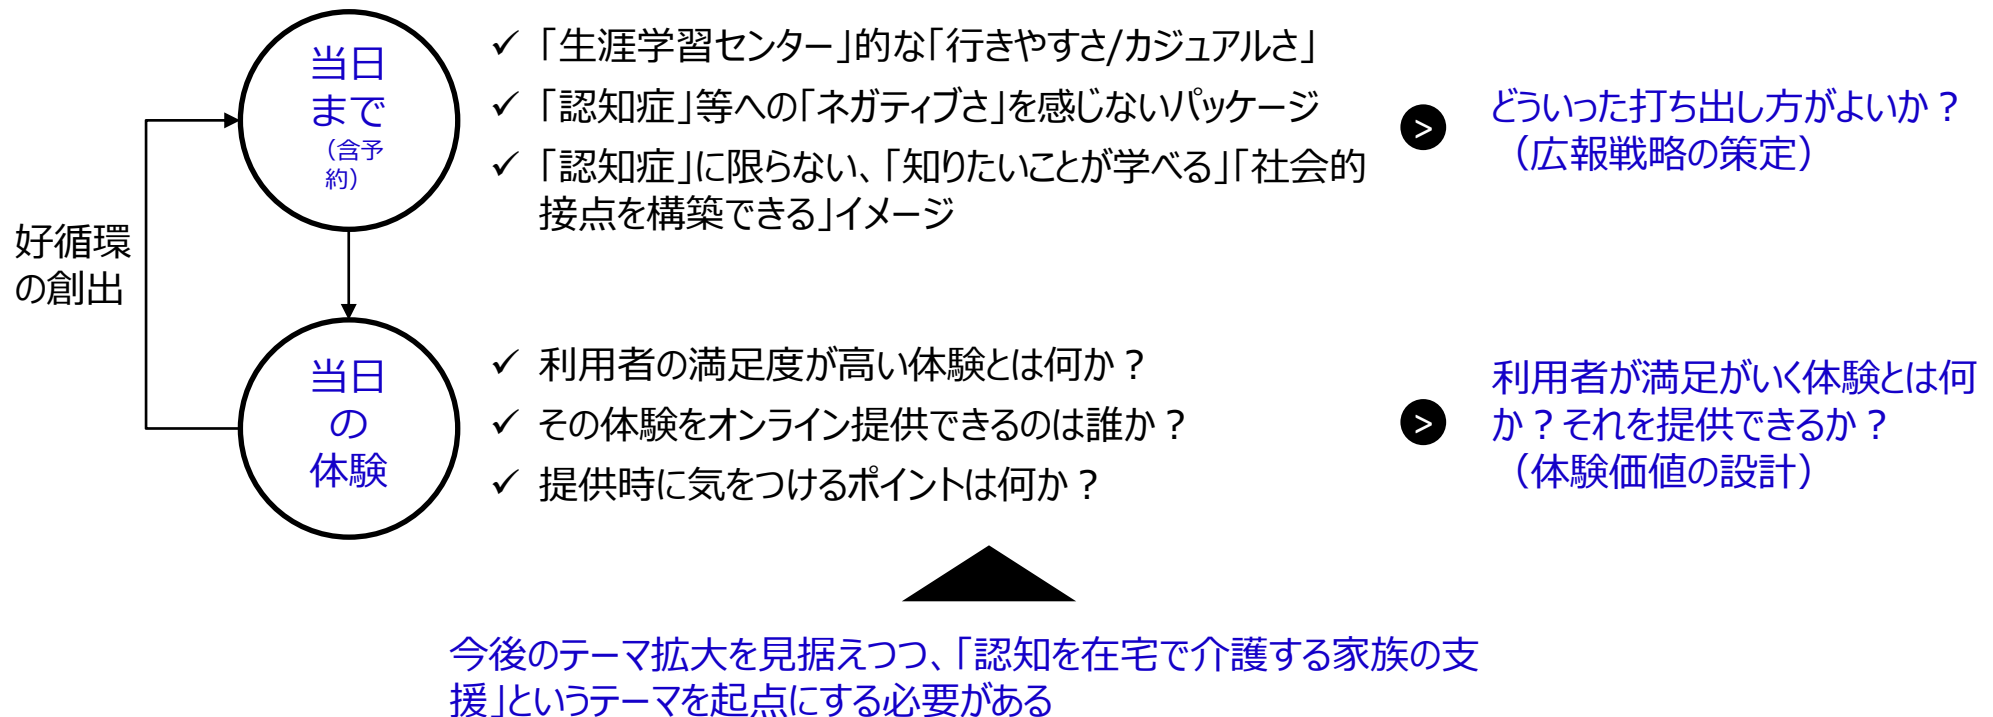 当日
まで
（含予
約）
✓ 「生涯学習センター」的な「行きやすさ/カジュアルさ」
✓ 「認知症」等への「ネガティブさ」を感じないパッケージ
✓ 「認知症」に限らない、「知りたいことが学べる」「社会的
接点を構築できる」イメージ
>
どういった打ち出し方がよいか？
（広報戦略の策定）
好循環
の創出
当日
の
体験
✓ 利用者の満足度が高い体験とは何か？
✓ その体験をオンライン提供できるのは誰か？
✓ 提供時に気をつけるポイントは何か？
>
利用者が満足がいく体験とは何
か？それを提供できるか？
（体験価値の設計）
今後のテーマ拡大を見据えつつ、「認知を在宅で介護する家族の支
援」というテーマを起点にする必要がある